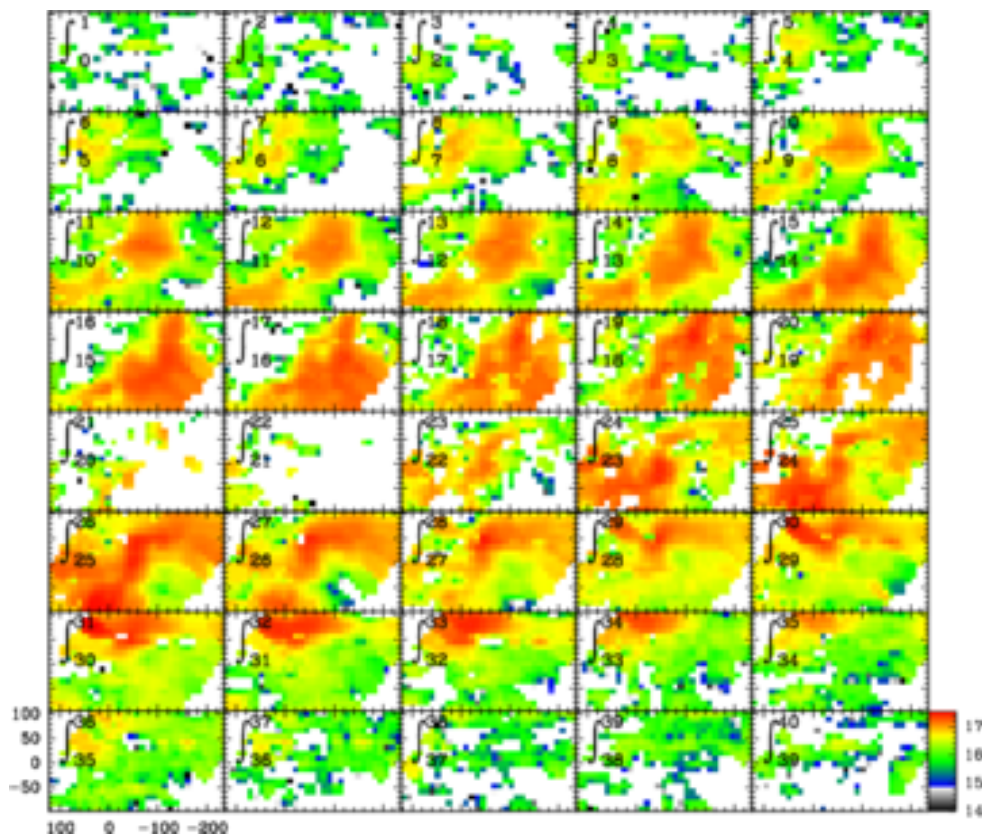 ∫ 1 ∫ 2 ∫ 3 ∫ 4 ∫ 5
0 1 2 3 4
∫ 6 ∫ 7 ∫ 8 ∫ 9 ∫ 10
5 6 7 8 9
∫ 11 ∫ 12 ∫ 13 ∫ 14 ∫ 15
10 11 12 13 14
∫ 16 ∫ 17 ∫ 18 ∫ 19 ∫ 20
15 16 17 18 19
∫ 21 ∫ 22 ∫ 23 ∫ 24 ∫ 25
20 21 22 23 24
∫ 26 ∫ 27 ∫ 28 ∫ 29 ∫ 30
25 26 27 28 29
∫ 31 ∫ 32 ∫ 33 ∫ 34 ∫ 35
30 31 32 33 34
100 ∫ 36 ∫ 37 ∫ 38 ∫ 39 ∫ 40 17
50
0 35 36 37 38 39 16
−50 15
14
100 0 −100 −200